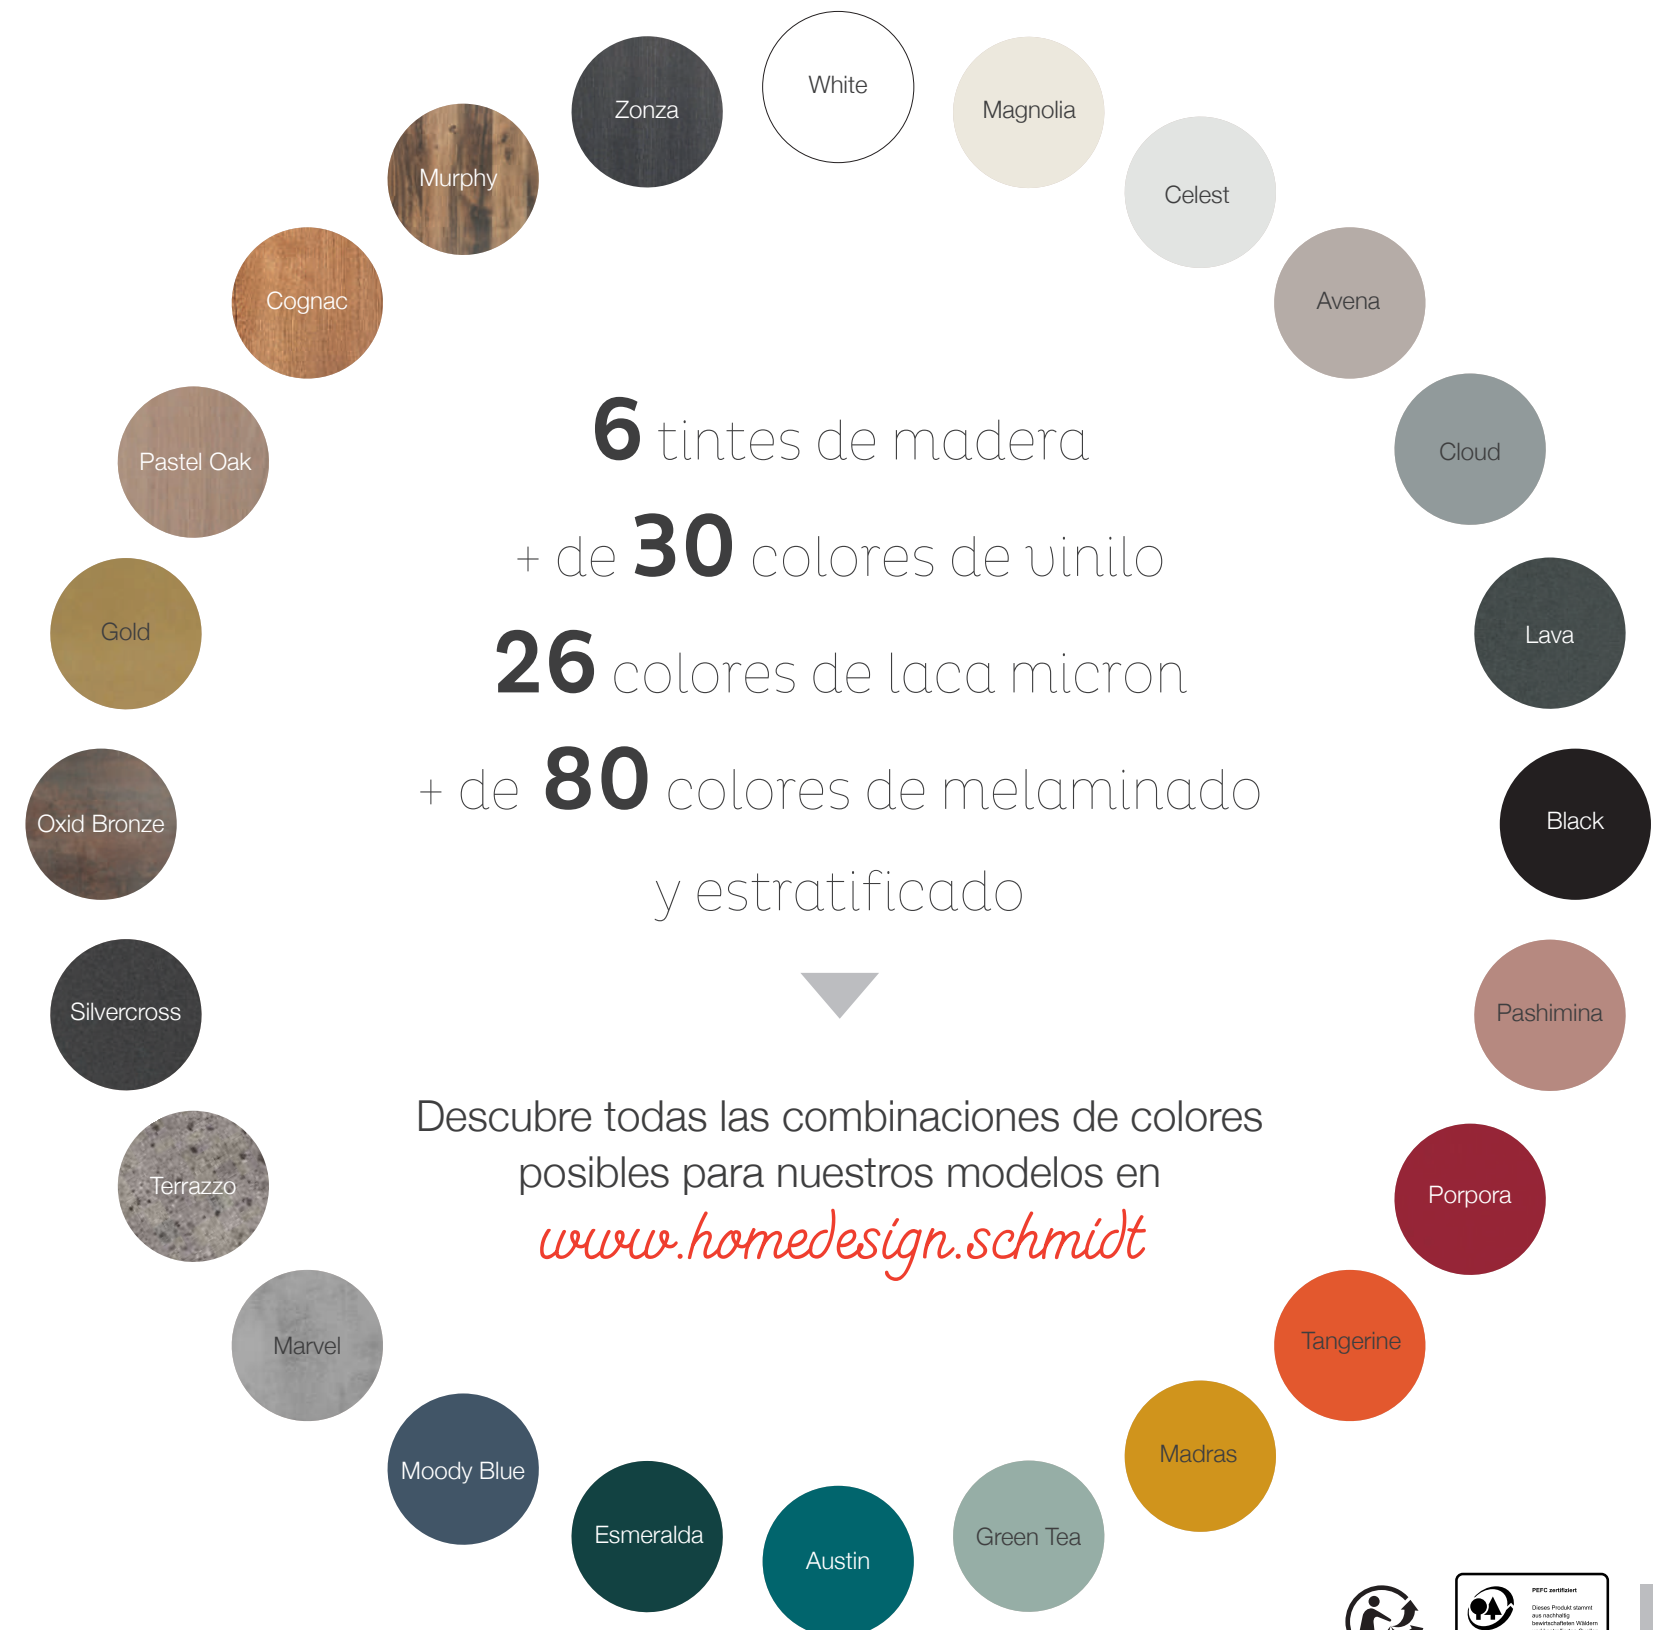 White
Magnolia
Celest
Avena
Cloud
Lava
Black
Pashimina
Porpora
Tangerine
Madras
Green Tea
Austin
Esmeralda
Moody Blue
Marvel
Terrazzo
Silvercross
Oxid Bronze
Gold
Pastel Oak
Cognac
Murphy
Zonza
6 tintes de madera
+ de 30 colores de vinilo
26 colores de laca micron
+ de 80 colores de melaminado
y estratificado
Descubre todas las combinaciones de colores
posibles para nuestros modelos en
www.homedesign.schmidt
PEFC zertifiziert
Dieses Produkt stammt
aus nachhaltig
bewirtschafteten Wäldern